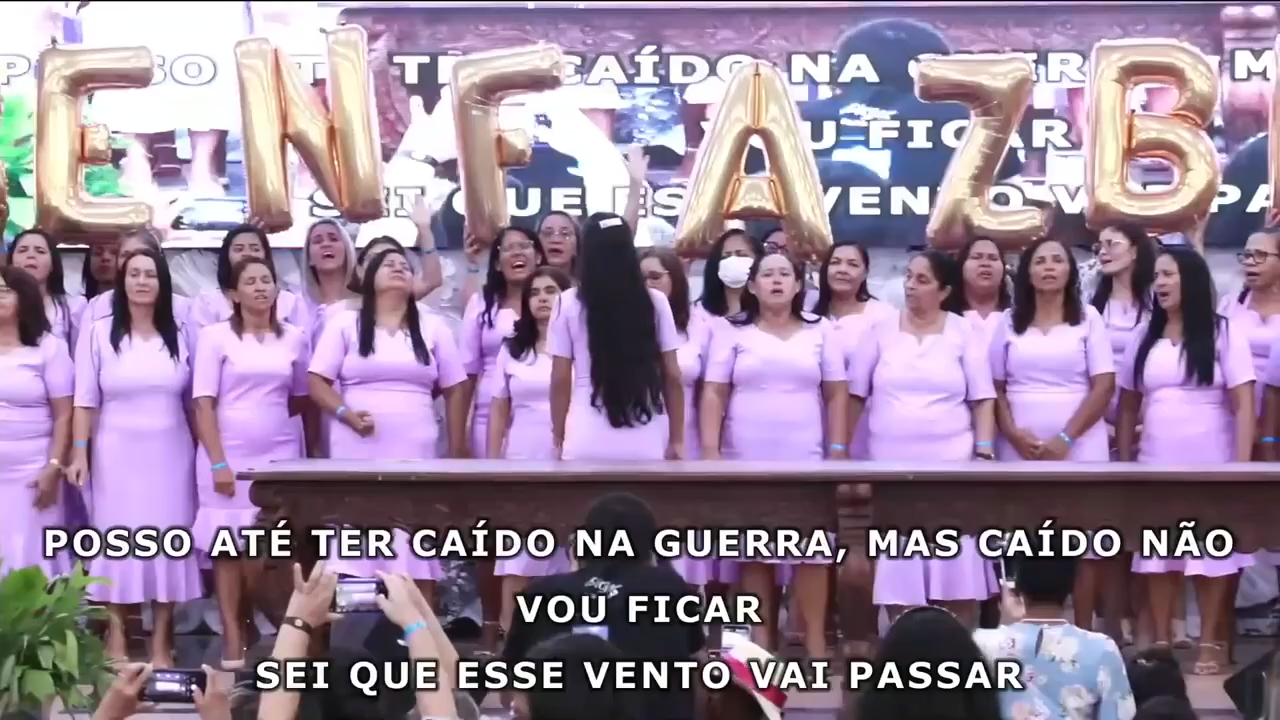 ENFAZB
POSSO ATÉ TER CAÍDO NA GUERRA, MAS CAÍDO NÃO
VOU FICAR
SEI QUE ESSE VENTO VAI PASSAR